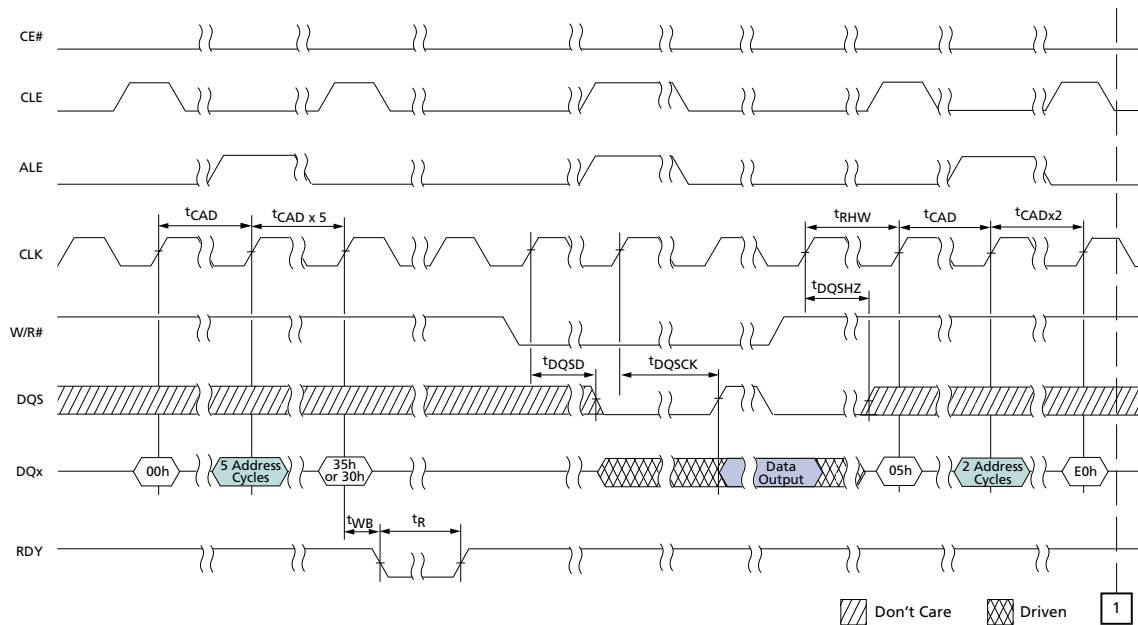 CE#
CLE
ALE
tCAD
tCAD x 5
tRHW
tCAD
tCADx2
CLK
tDQSHZ
W/R#
tDQSD
tDQSCK
DQS
DQx
00h
5 Address
Cycles
35h
or 30h
Data
Output
05h
2 Address
Cycles
E0h
tWB
tR
RDY
Don't Care
Driven
1